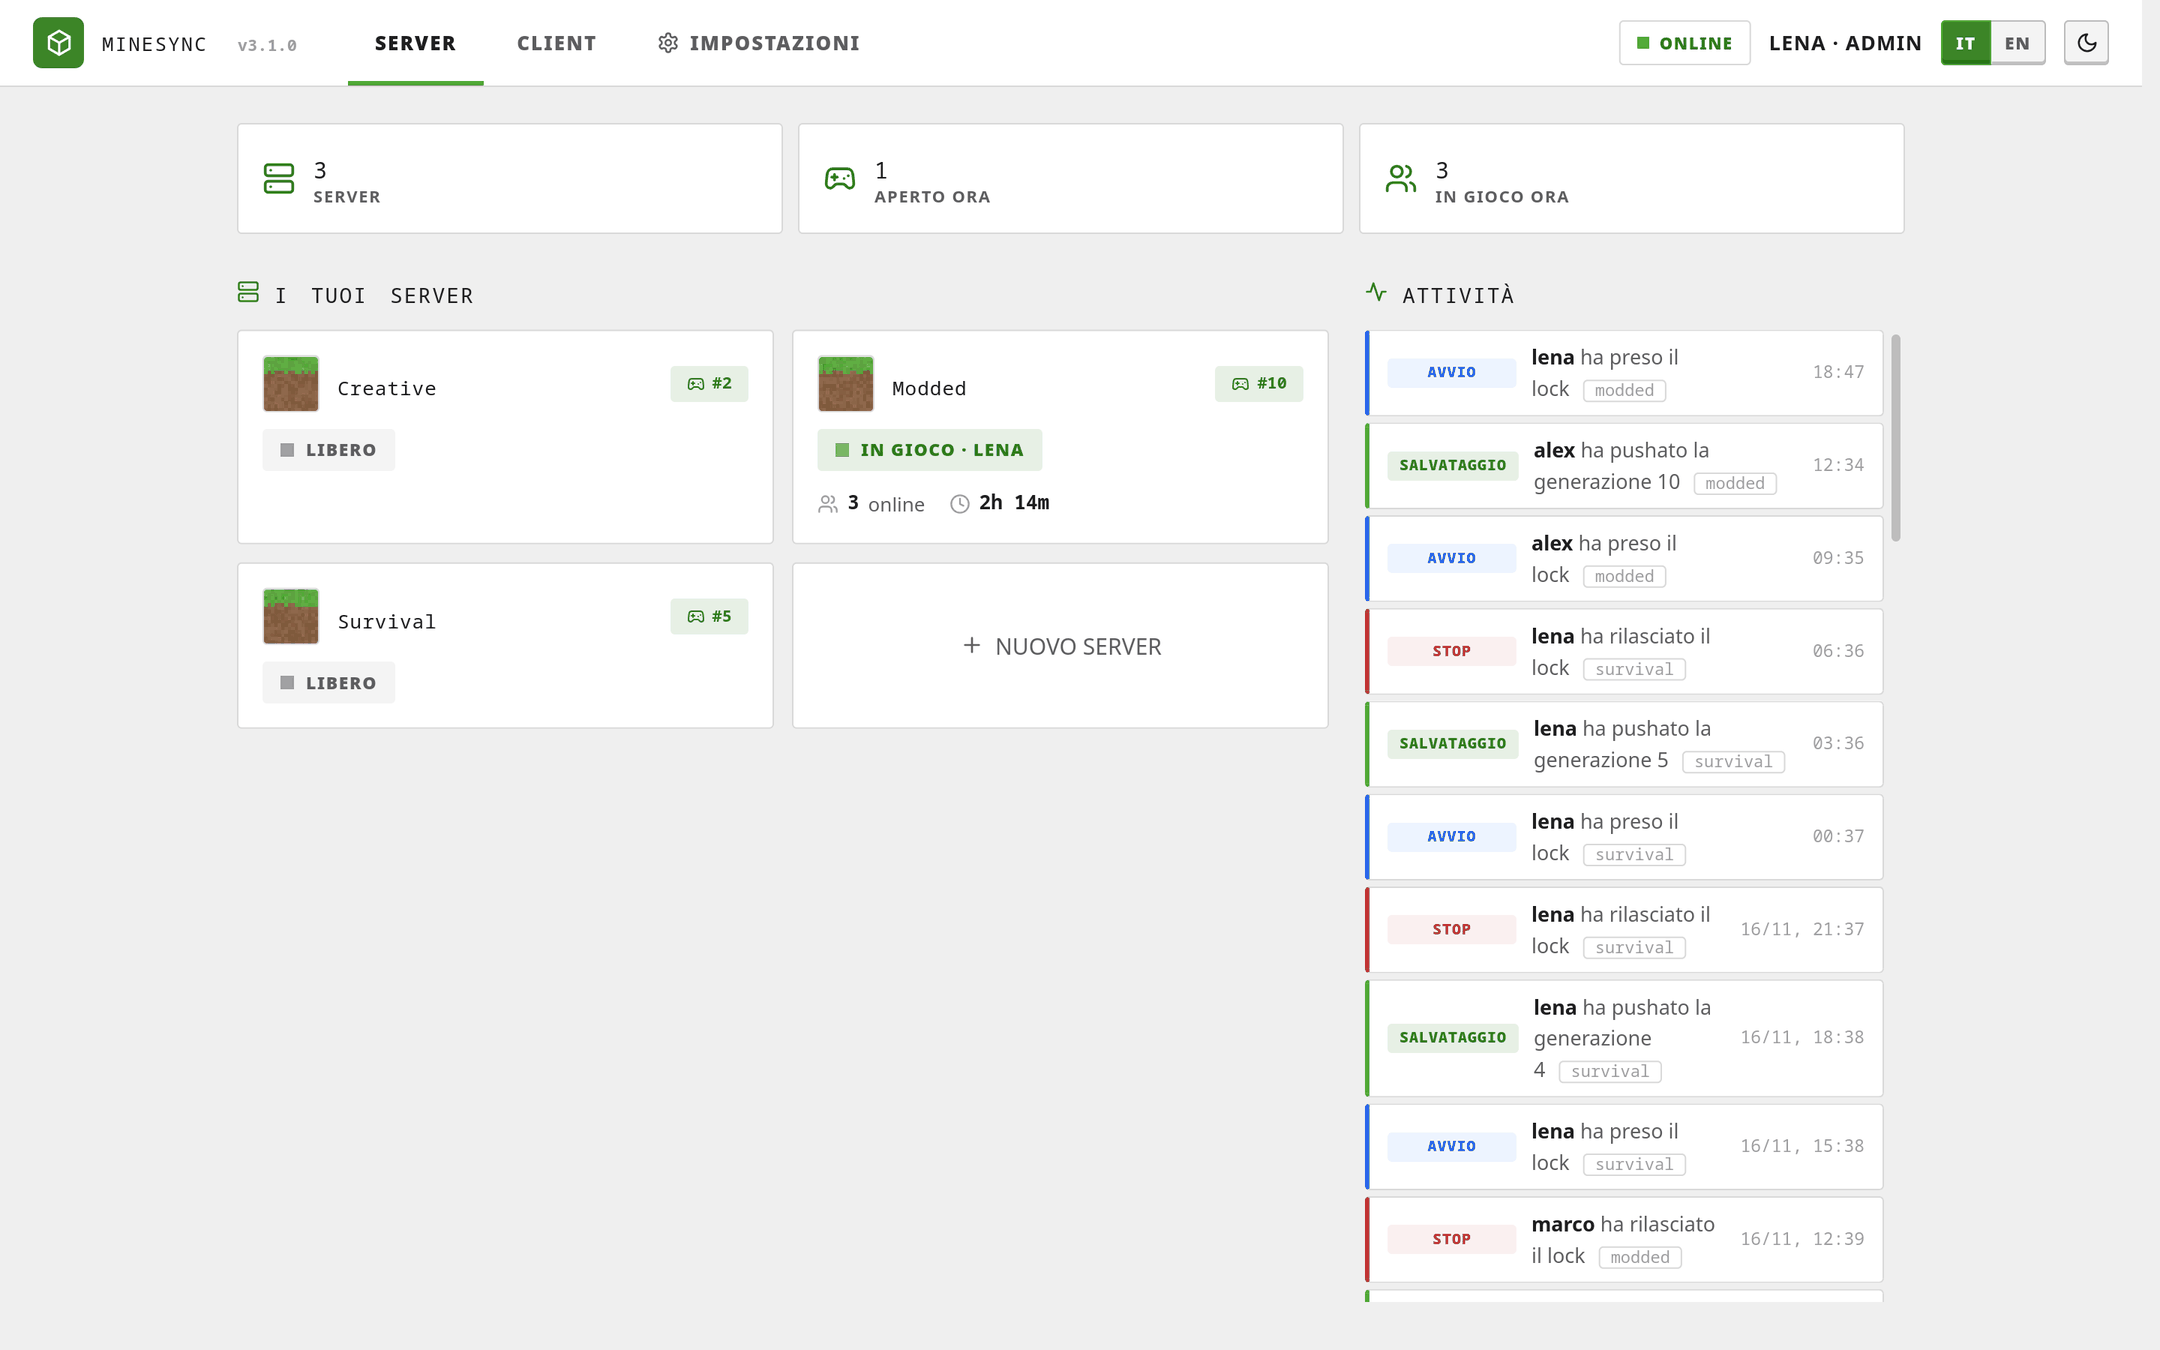 MINESYNC v3.1.0 SERVER CLIENT IMPOSTAZIONI ONLINE LENA · ADMIN IT EN
3
SERVER
1
APERTO ORA
3
IN GIOCO ORA
I TUOI SERVER
Creative #2
LIBERO
Modded #10
IN GIOCO · LENA
3 online 2h 14m
Survival #5
LIBERO
+ NUOVO SERVER
ATTIVITÀ
AVVIO lena ha preso il 18:47
lock modded
SALVATAGGIO alex ha pushato la 12:34
generazione 10 modded
AVVIO alex ha preso il 09:35
lock modded
STOP lena ha rilasciato il 06:36
lock survival
SALVATAGGIO lena ha pushato la 03:36
generazione 5 survival
AVVIO lena ha preso il 00:37
lock survival
STOP lena ha rilasciato il 16/11, 21:37
lock survival
SALVATAGGIO lena ha pushato la 16/11, 18:38
generazione
4 survival
AVVIO lena ha preso il 16/11, 15:38
lock survival
STOP marco ha rilasciato 16/11, 12:39
il lock modded